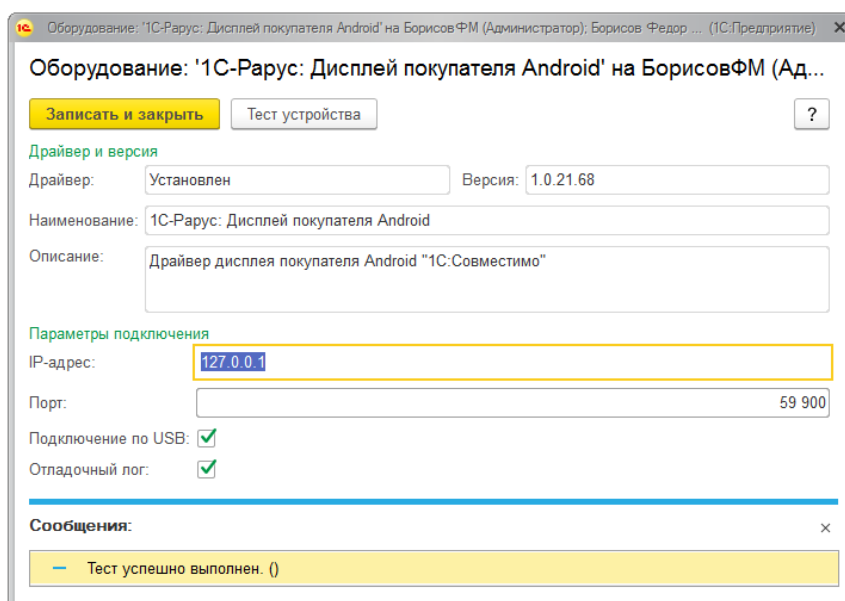 1С Оборудование: '1С-Рарус: Дисплей покупателя Android' на БорисовФМ (Администратор); Борисов Федор ... (1С:Предприятие)
Оборудование: '1С-Рарус: Дисплей покупателя Android' на БорисовФМ (Ад...
Записать и закрыть Тест устройства ?
Драйвер и версия
Драйвер: Установлен Версия: 1.0.21.68
Наименование: 1С-Рарус: Дисплей покупателя Android
Описание: Драйвер дисплея покупателя Android "1С:Совместимо"
Параметры подключения
IP-адрес: 127.0.0.1
Порт: 59 900
Подключение по USB:
Отладочный лог:
Сообщения:
Тест успешно выполнен. ()